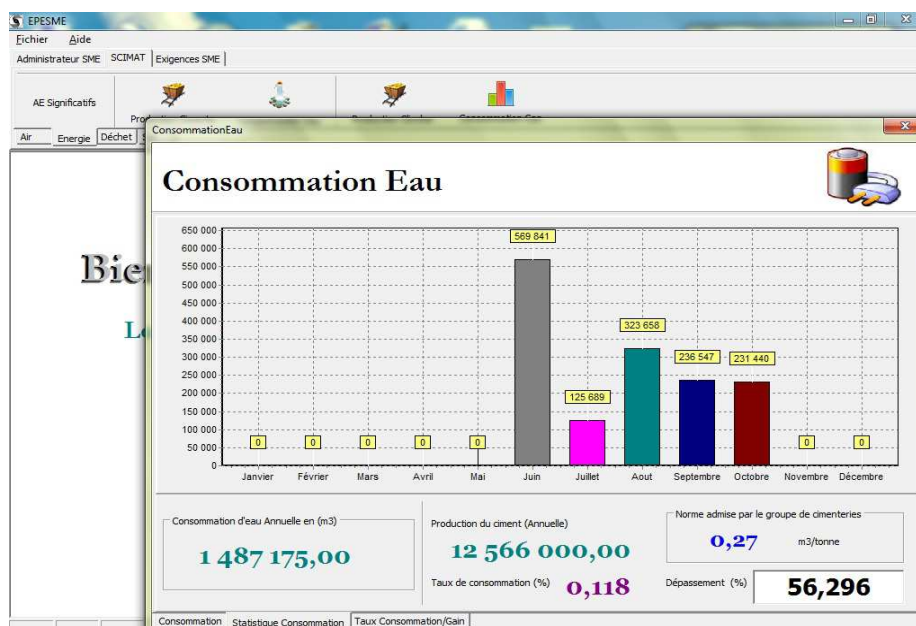 EPESME
Fichier Aide
Administrateur SME SCIMAT Exigences SME
AE Significatifs
Air Energie Déchet
ConsommationEau
Consommation Eau
650 000
600 000
550 000
500 000
450 000
400 000
350 000
300 000
250 000
200 000
150 000
100 000
50 000
0
0 0 0 0 0 569 841 125 689 323 658 236 547 231 440 0 0
Janvier Février Mars Avril Mai Juin Juillet Aout Septembre Octobre Novembre Décembre
Consommation d'eau Annuelle en (m3)
1 487 175,00
Production du ciment (Annuelle)
12 566 000,00
Taux de consommation (%) 0,118
Norme admise par le groupe de cimenteries
0,27 m3/tonne
Dépassement (%) 56,296
Consommation Statistique Consommation Taux Consommation/Gain